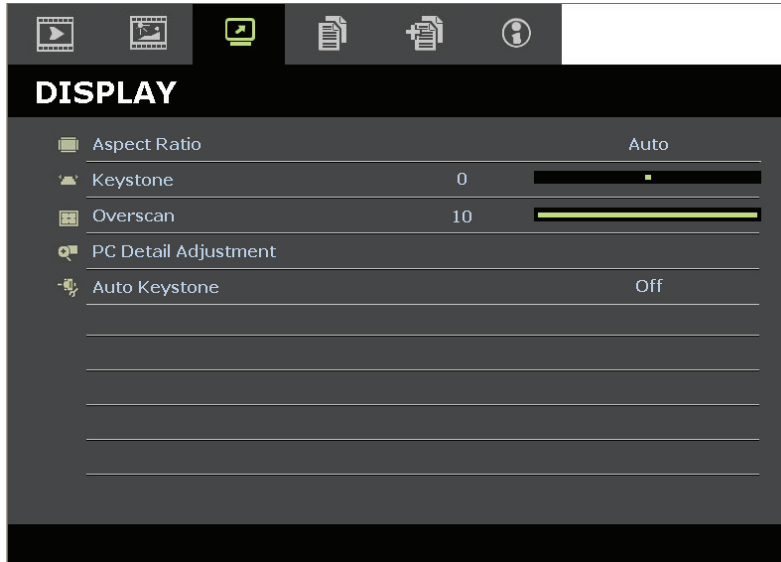 DISPLAY
Aspect Ratio Auto
Keystone 0
Overscan 10
PC Detail Adjustment
Auto Keystone Off